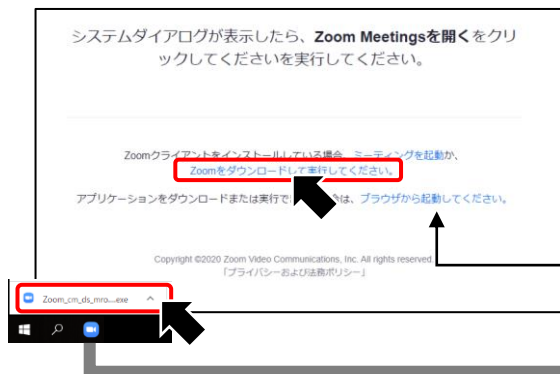 システムダイアログが表示したら、Zoom Meetingsを開くをクリ
ックしてくださいを実行してください。
Zoomクライアントをインストールしている場合、ミーティングを起動か、
Zoomをダウンロードして実行してください。
アプリケーションをダウンロードまたは実行で は、ブラウザから起動してください。
Copyright ©2020 Zoom Video Communications, Inc. All rights reserved.
「プライバシーおよび法務ポリシー」
Zoom_cm_ds_mro....exe